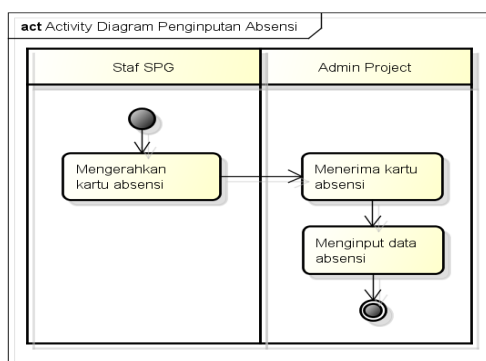 act Activity Diagram Penginputan Absensi
Staf SPG
Admin Project
Mengerahkan
kartu absensi
Menerima kartu
absensi
Menginput data
absensi